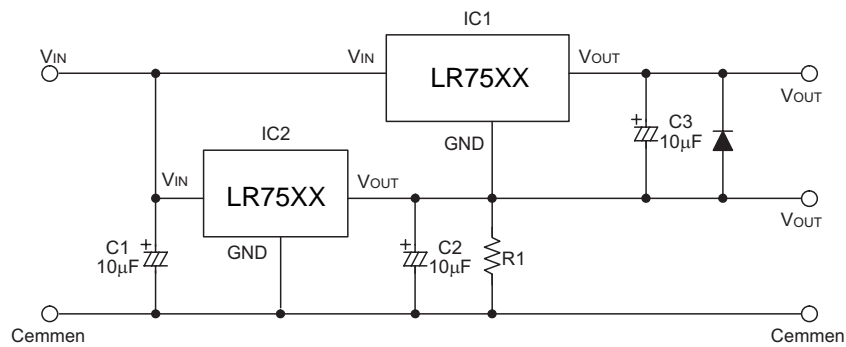 IC1
VIN
VIN
LR75XX
VOUT
VOUT
GND
C3
10µF
+
IC2
VIN
LR75XX
VOUT
GND
VOUT
C1
10µF
+
C2
10µF
+
R1
Cemmen
Cemmen